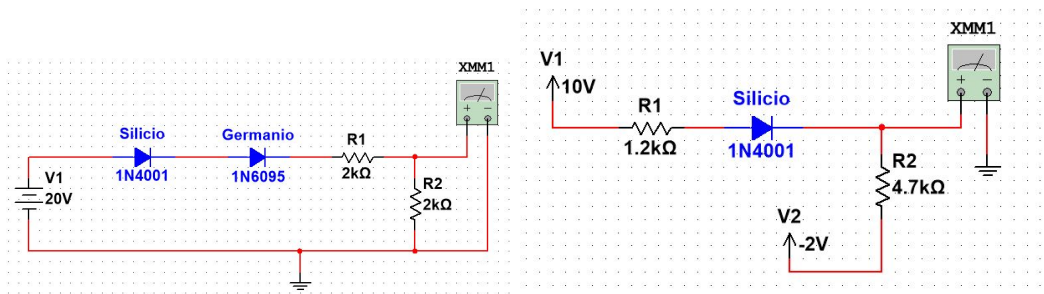 XMM1
Silicio
Germanio
R1
1N4001
1N6095
2kΩ
V1
20V
R2
2kΩ
XMM1
V1
10V
R1
Silicio
1.2kΩ
1N4001
R2
4.7kΩ
V2
-2V